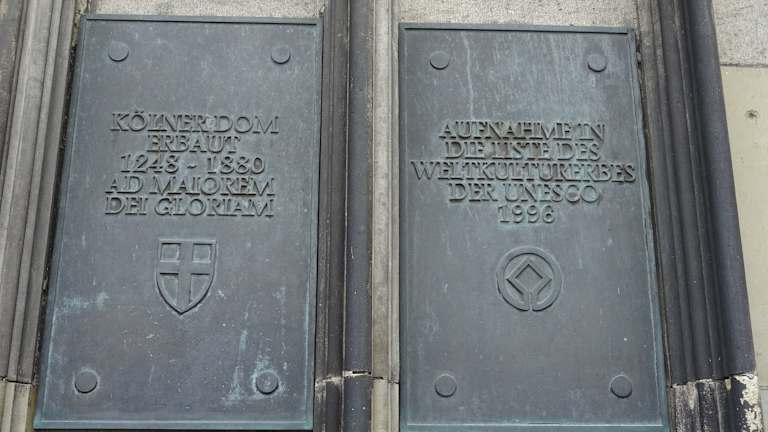 KÖLNER DOM
ERBAUT
1248 - 1880
AD MAIOREM
DEI GLORIAM
AUFNAHME IN
DIE LISTE DES
WELTKULTURERBES
DER UNESCO
1996